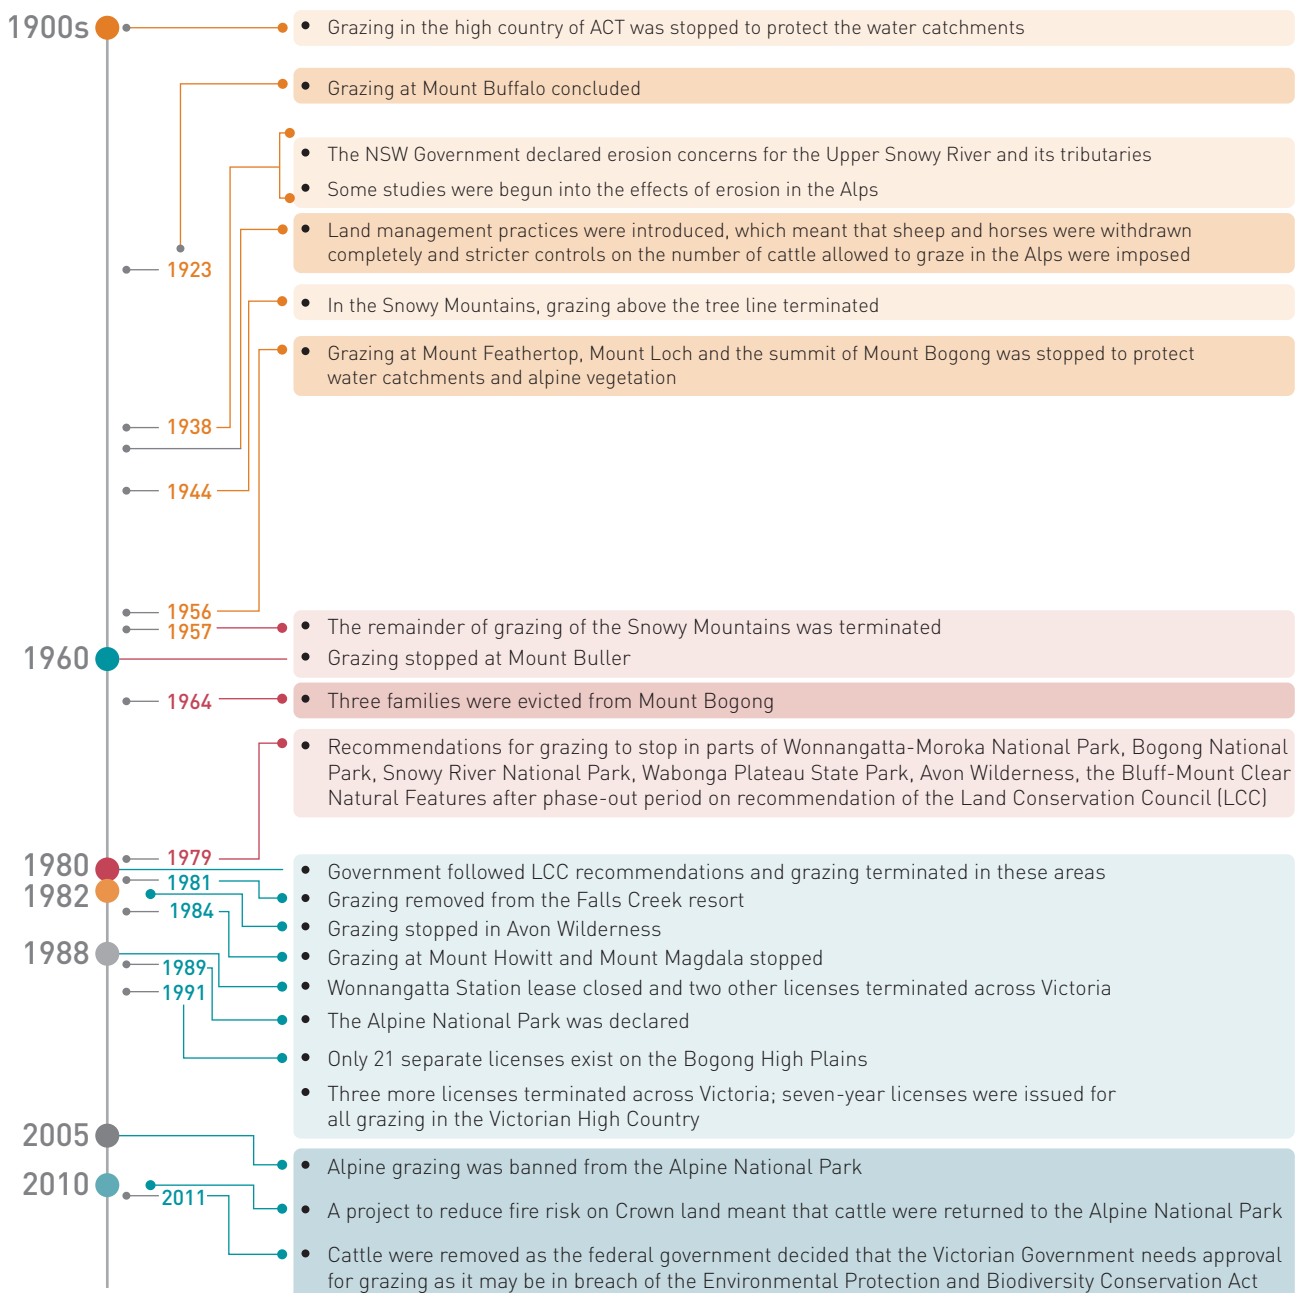 1900s
• Grazing in the high country of ACT was stopped to protect the water catchments
• Grazing at Mount Buffalo concluded
• The NSW Government declared erosion concerns for the Upper Snowy River and its tributaries
• Some studies were begun into the effects of erosion in the Alps
• Land management practices were introduced, which meant that sheep and horses were withdrawn
completely and stricter controls on the number of cattle allowed to graze in the Alps were imposed
1923
• In the Snowy Mountains, grazing above the tree line terminated
• Grazing at Mount Feathertop, Mount Loch and the summit of Mount Bogong was stopped to protect
water catchments and alpine vegetation
1938
1944
1956
1957
• The remainder of grazing of the Snowy Mountains was terminated
1960
• Grazing stopped at Mount Buller
1964
• Three families were evicted from Mount Bogong
• Recommendations for grazing to stop in parts of Wonnangatta-Moroka National Park, Bogong National
Park, Snowy River National Park, Wabonga Plateau State Park, Avon Wilderness, the Bluff-Mount Clear
Natural Features after phase-out period on recommendation of the Land Conservation Council (LCC)
1979
1980
• Government followed LCC recommendations and grazing terminated in these areas
1981
1982
• Grazing removed from the Falls Creek resort
1984
• Grazing stopped in Avon Wilderness
1988
• Grazing at Mount Howitt and Mount Magdala stopped
1989
1991
• Wonnangatta Station lease closed and two other licenses terminated across Victoria
• The Alpine National Park was declared
• Only 21 separate licenses exist on the Bogong High Plains
• Three more licenses terminated across Victoria; seven-year licenses were issued for
all grazing in the Victorian High Country
2005
• Alpine grazing was banned from the Alpine National Park
2010
2011
• A project to reduce fire risk on Crown land meant that cattle were returned to the Alpine National Park
• Cattle were removed as the federal government decided that the Victorian Government needs approval
for grazing as it may be in breach of the Environmental Protection and Biodiversity Conservation Act